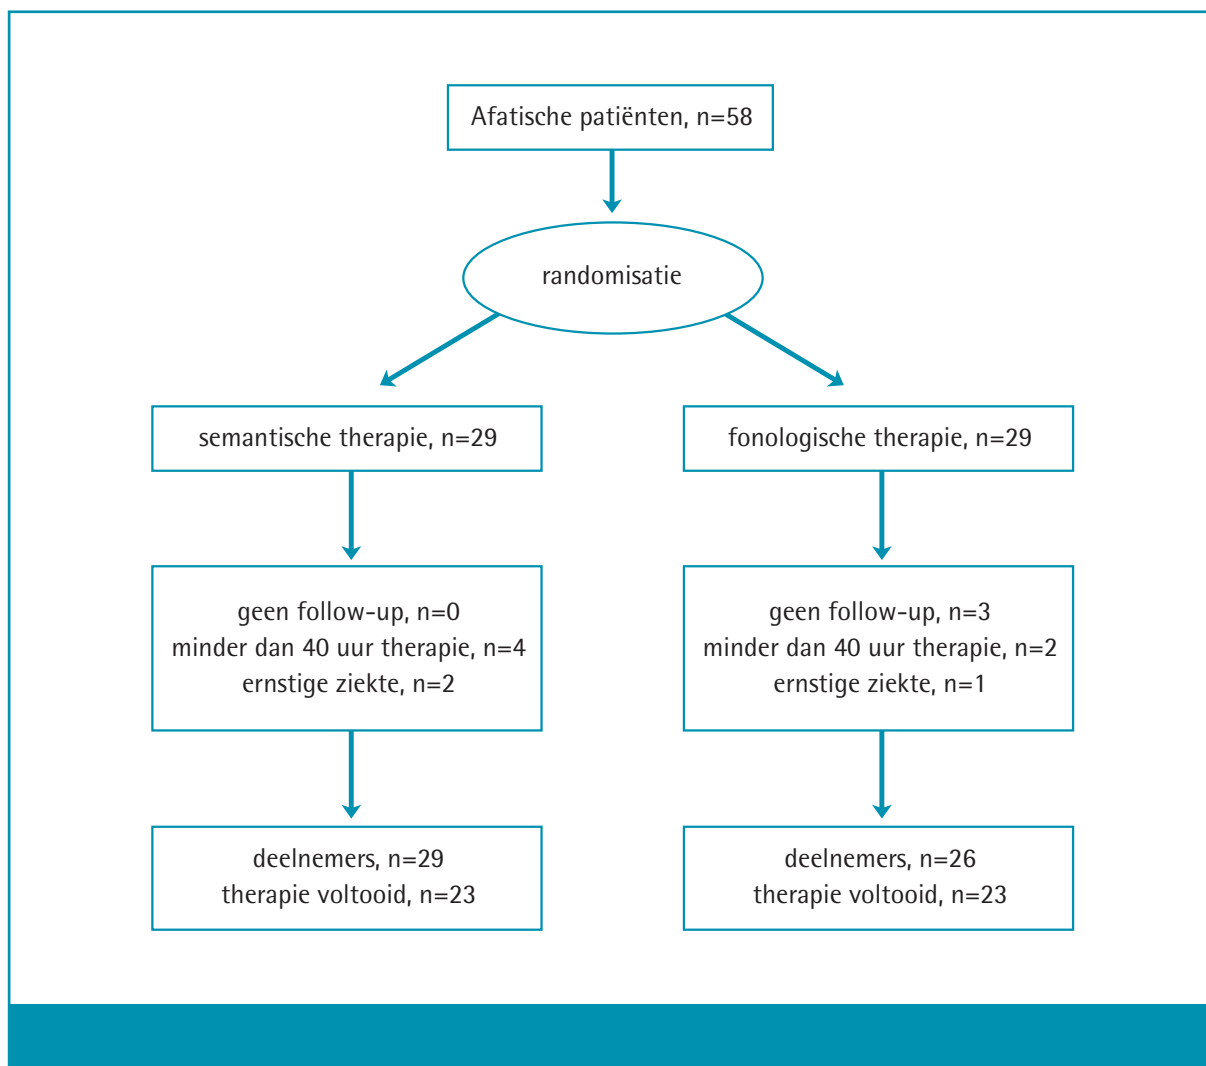 Afatische patiënten, n=58
randomisatie
semantische therapie, n=29
fonologische therapie, n=29
geen follow-up, n=0
minder dan 40 uur therapie, n=4
ernstige ziekte, n=2
geen follow-up, n=3
minder dan 40 uur therapie, n=2
ernstige ziekte, n=1
deelnemers, n=29
therapie voltooid, n=23
deelnemers, n=26
therapie voltooid, n=23